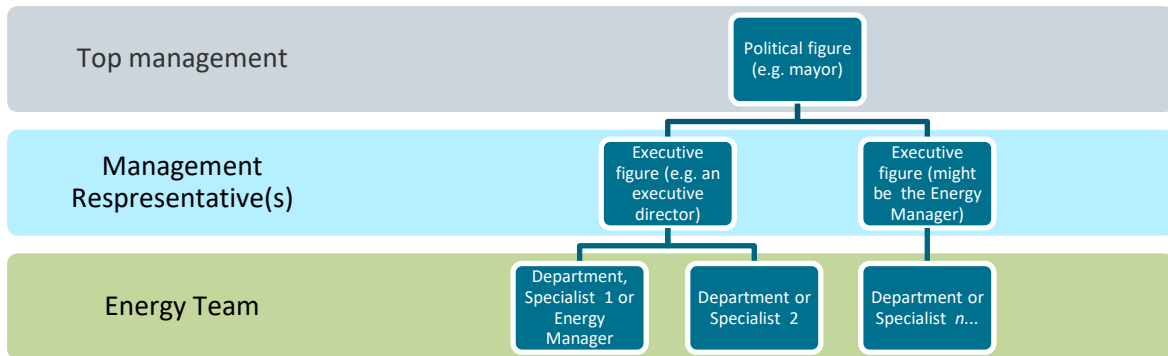 Top management
Political figure
(e.g. mayor)
Management
Respresentative(s)
Executive
figure (e.g. an
executive
director)
Executive
figure (might
be the Energy
Manager)
Energy Team
Department,
Specialist 1 or
Energy
Manager
Department or
Specialist 2
Department or
Specialist n...